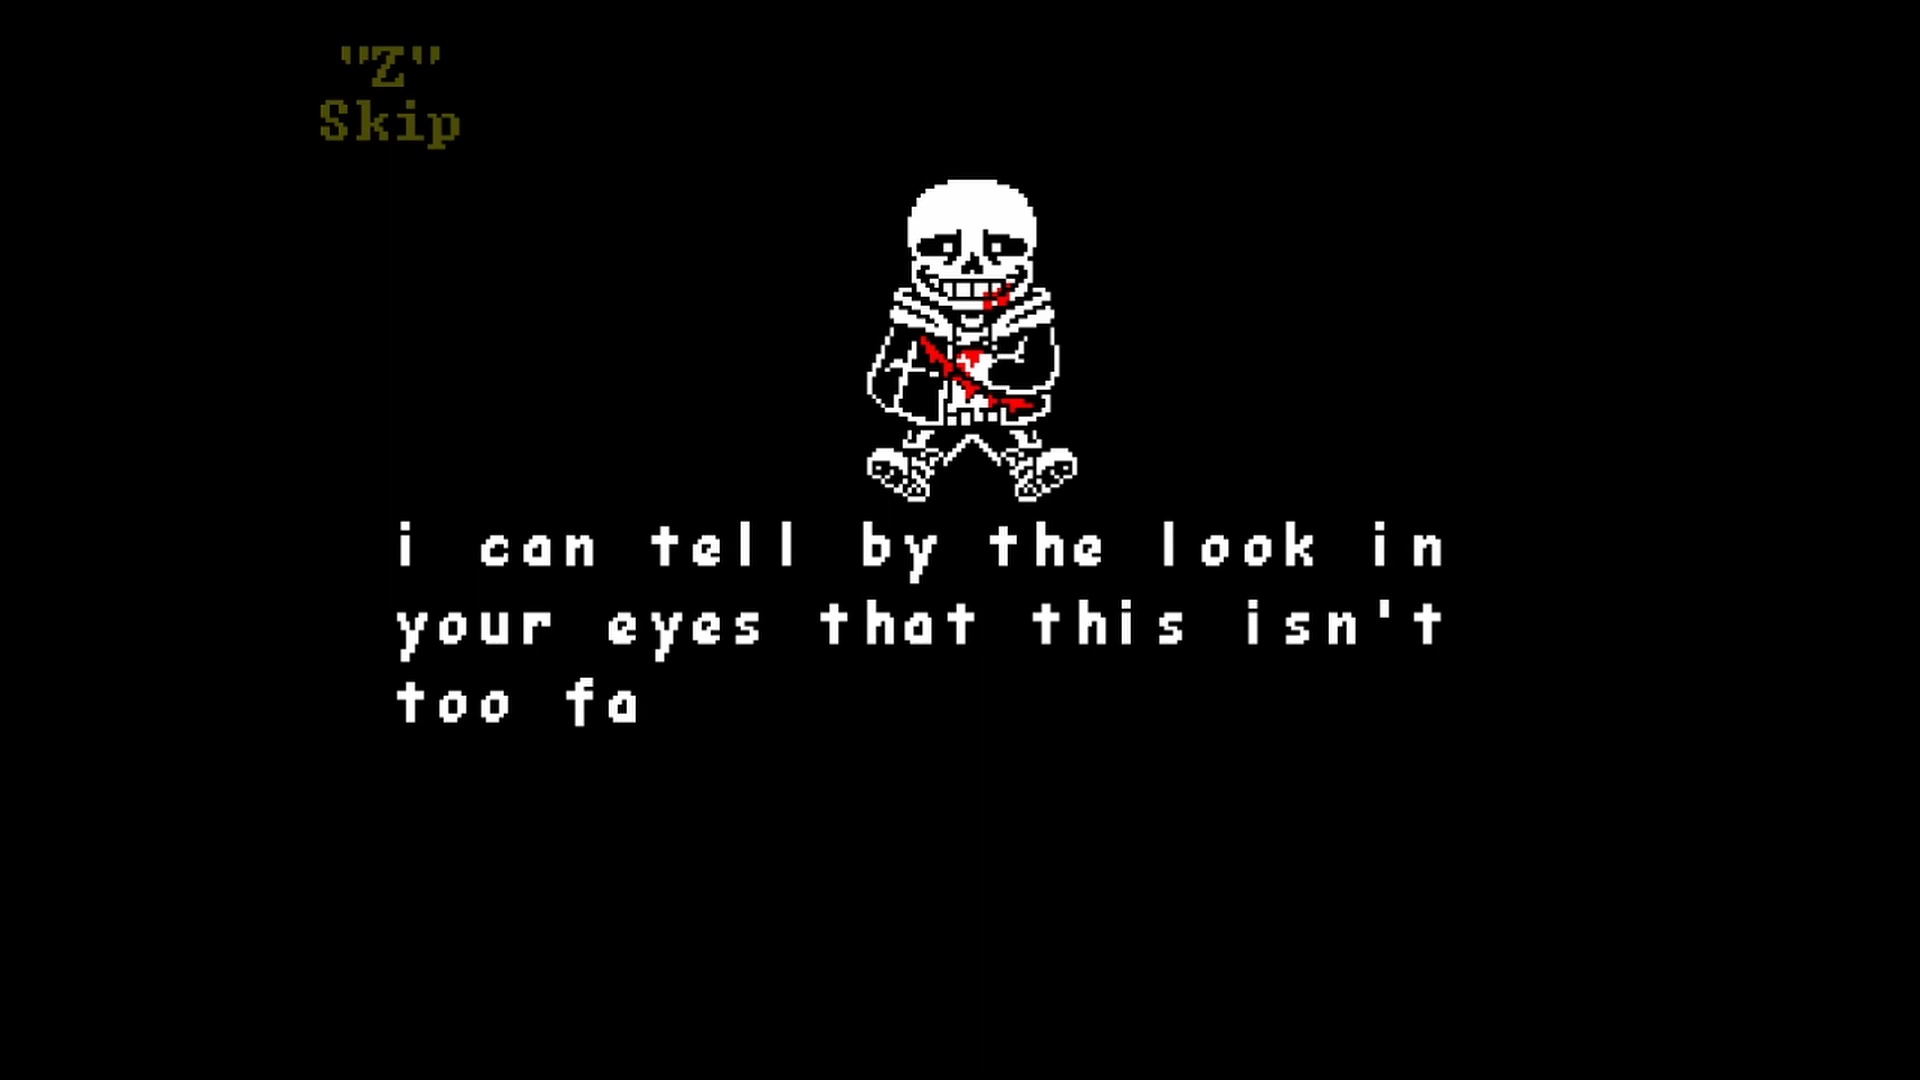 "Z"
Skip
i can tell by the look in
your eyes that this isn't
too fa